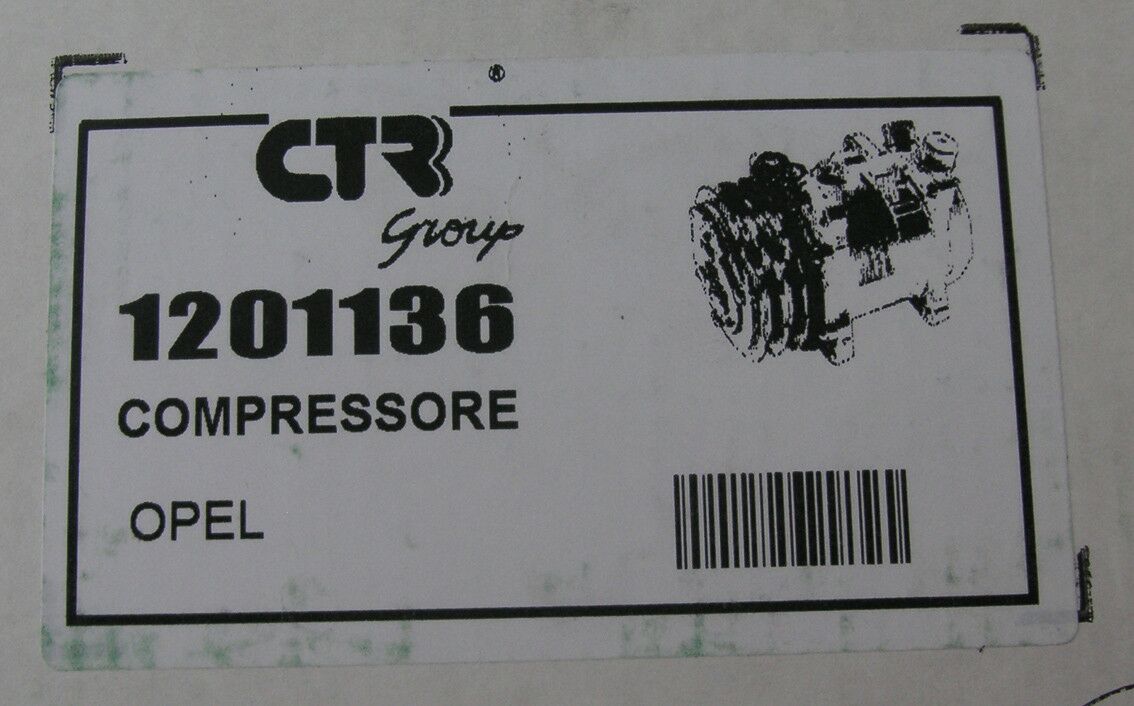 ®
CTR
Group
1201136
COMPRESSORE
OPEL